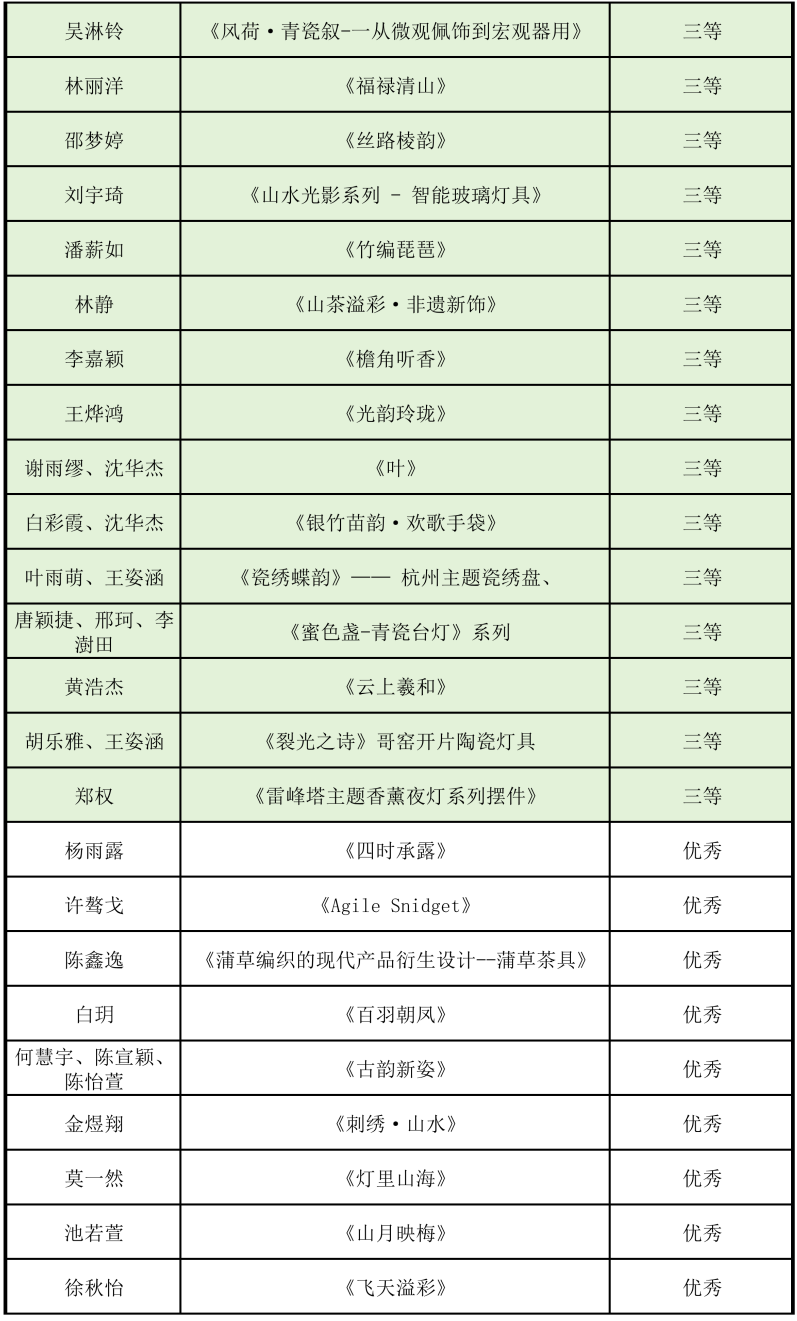 吴淋铃 《风荷·青瓷叙-一从微观佩饰到宏观器用》 三等
林丽洋 《福禄清山》 三等
邵梦婷 《丝路棱韵》 三等
刘宇琦 《山水光影系列 - 智能玻璃灯具》 三等
潘薪如 《竹编琵琶》 三等
林静 《山茶溢彩·非遗新饰》 三等
李嘉颖 《檐角听香》 三等
王烨鸿 《光韵玲珑》 三等
谢雨缪、沈华杰 《叶》 三等
白彩霞、沈华杰 《银竹苗韵·欢歌手袋》 三等
叶雨萌、王姿涵 《瓷绣蝶韵》—— 杭州主题瓷绣盘、 三等
唐颖捷、邢珂、李
澍田 《蜜色盏-青瓷台灯》系列 三等
黄浩杰 《云上羲和》 三等
胡乐雅、王姿涵 《裂光之诗》哥窑开片陶瓷灯具 三等
郑权 《雷峰塔主题香薰夜灯系列摆件》 三等
杨雨露 《四时承露》 优秀
许骜戈 《Agile Snidget》 优秀
陈鑫逸 《蒲草编织的现代产品衍生设计--蒲草茶具》 优秀
白玥 《百羽朝凤》 优秀
何慧宇、陈宣颖、
陈怡萱 《古韵新姿》 优秀
金煜翔 《刺绣·山水》 优秀
莫一然 《灯里山海》 优秀
池若萱 《山月映梅》 优秀
徐秋怡 《飞天溢彩》 优秀